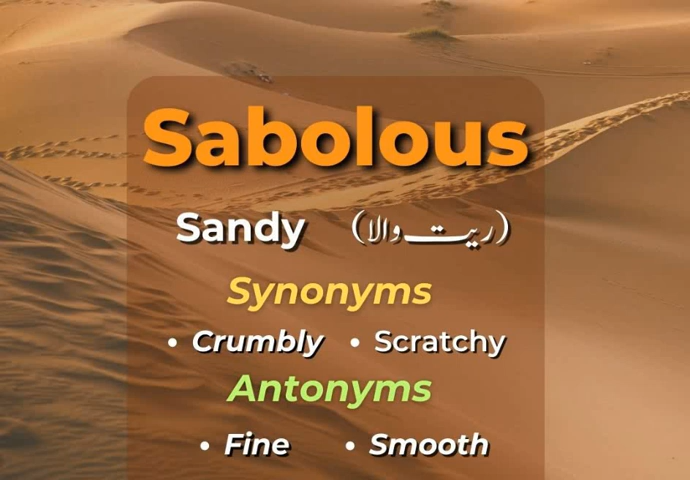 Sabolous
Sandy (ریت والا)
Synonyms
• Crumbly • Scratchy
Antonyms
• Fine • Smooth